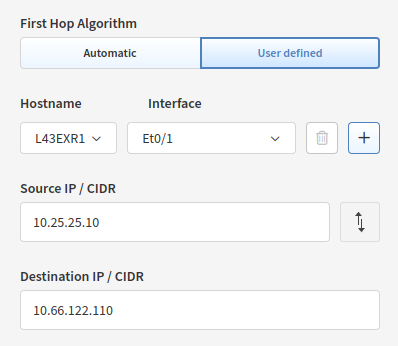 First Hop Algorithm
Automatic User defined
Hostname Interface
L43EXR1 Et0/1
Source IP / CIDR
10.25.25.10
Destination IP / CIDR
10.66.122.110